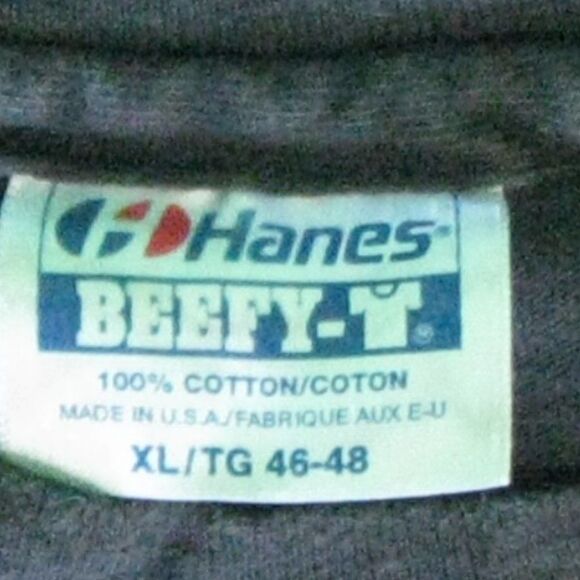 Hanes®
BEEFY-T®
100% COTTON/COTON
MADE IN U.S.A./FABRIQUE AUX E-U
XL/TG 46-48